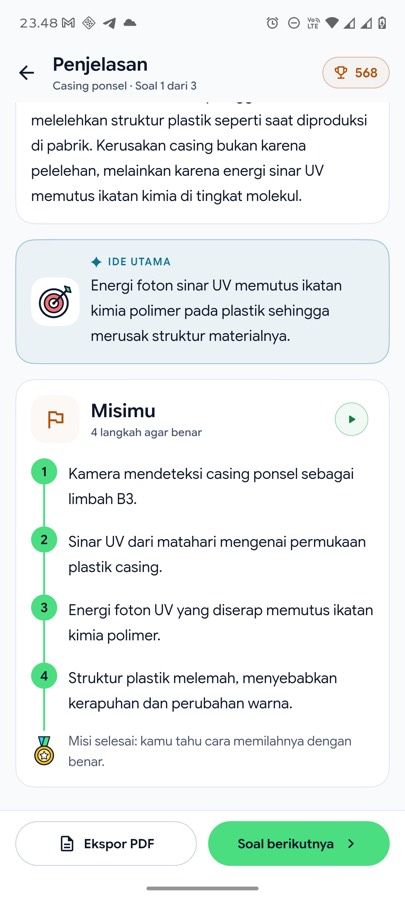 23.48
Vo))
LTE
Penjelasan
Casing ponsel · Soal 1 dari 3
568
melelehkan struktur plastik seperti saat diproduksi
di pabrik. Kerusakan casing bukan karena
pelelehan, melainkan karena energi sinar UV
memutus ikatan kimia di tingkat molekul.
IDE UTAMA
Energi foton sinar UV memutus ikatan
kimia polimer pada plastik sehingga
merusak struktur materialnya.
Misimu
4 langkah agar benar
1 Kamera mendeteksi casing ponsel sebagai
limbah B3.
2 Sinar UV dari matahari mengenai permukaan
plastik casing.
3 Energi foton UV yang diserap memutus ikatan
kimia polimer.
4 Struktur plastik melemah, menyebabkan
kerapuhan dan perubahan warna.
Misi selesai: kamu tahu cara memilahnya dengan
benar.
Ekspor PDF
Soal berikutnya